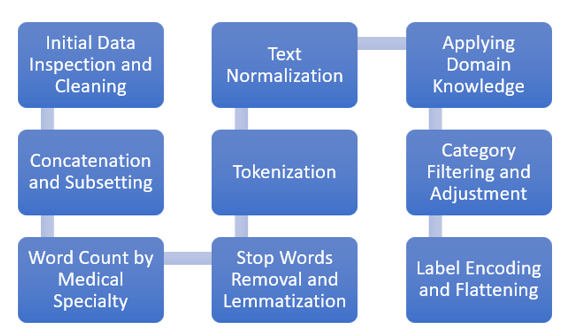 Initial Data
Inspection and
Cleaning
Concatenation
and Subsetting
Word Count by
Medical
Specialty
Stop Words
Removal and
Lemmatization
Tokenization
Text
Normalization
Applying
Domain
Knowledge
Category
Filtering and
Adjustment
Label Encoding
and Flattening